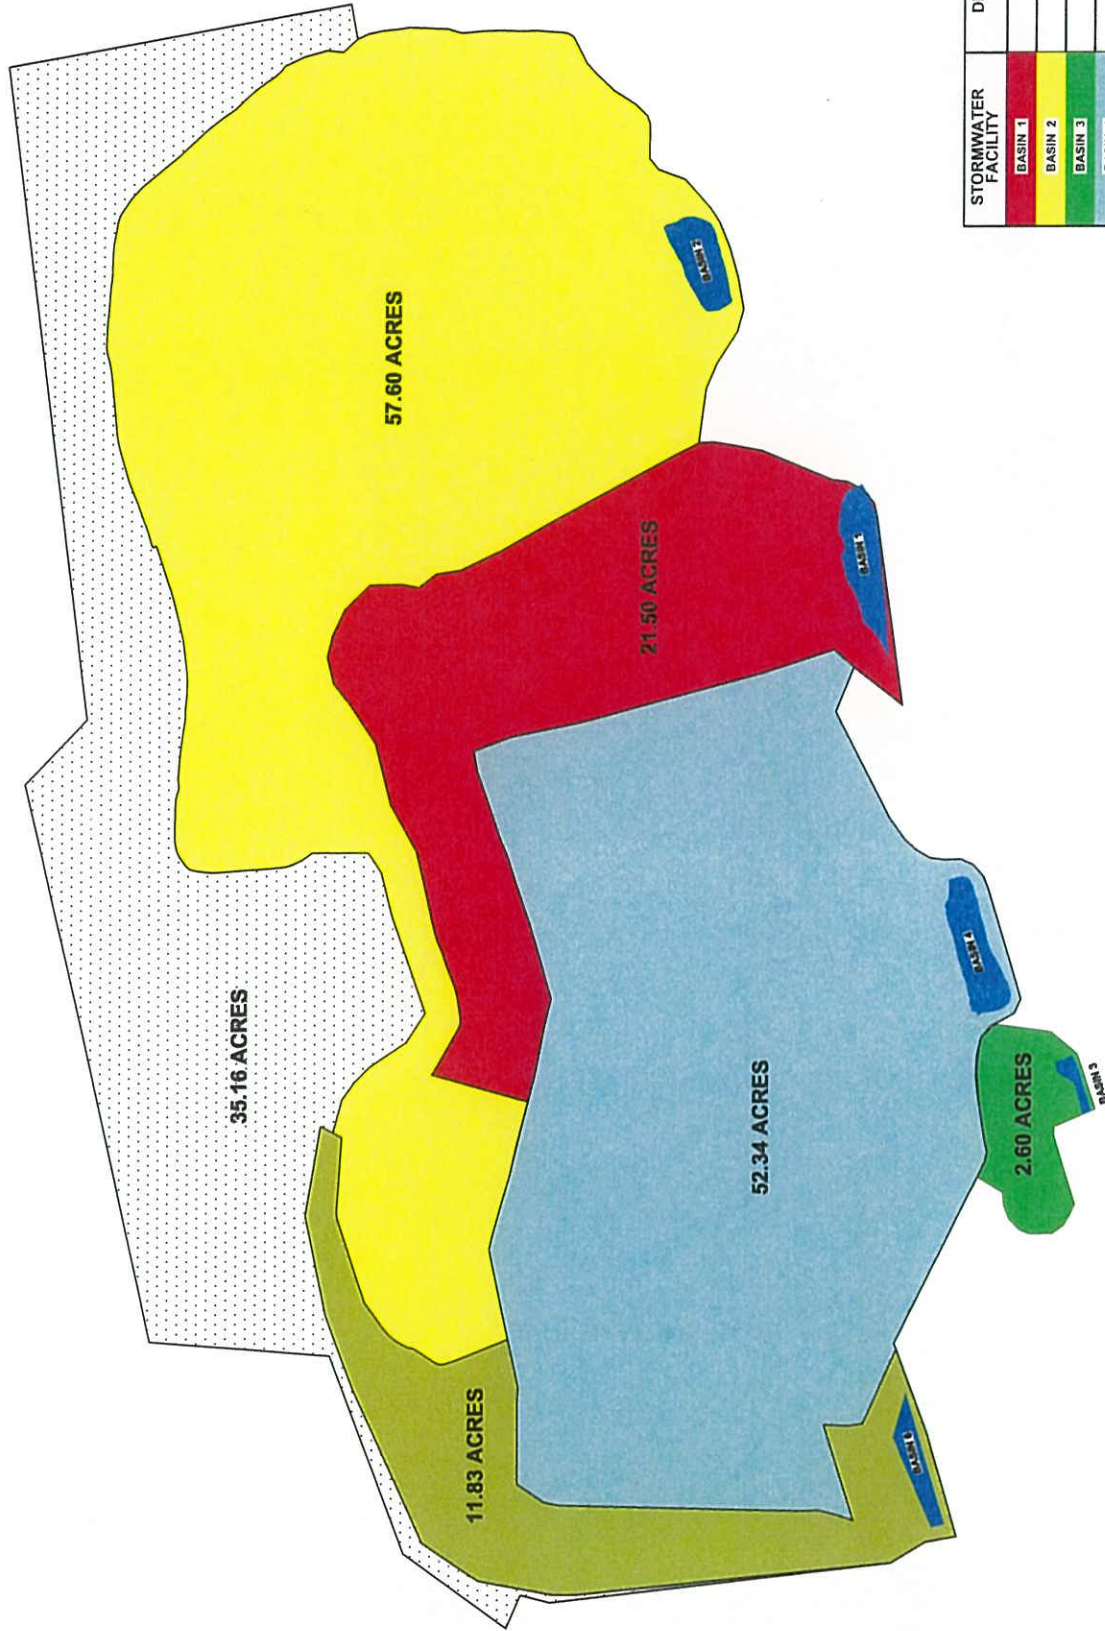 35.16 ACRES
57.60 ACRES
BASIN 2
21.50 ACRES
BASIN 1
11.83 ACRES
52.34 ACRES
BASIN 4
2.60 ACRES
BASIN 3
BASIN 6
STORMWATER
FACILITY
BASIN 1
BASIN 2
BASIN 3